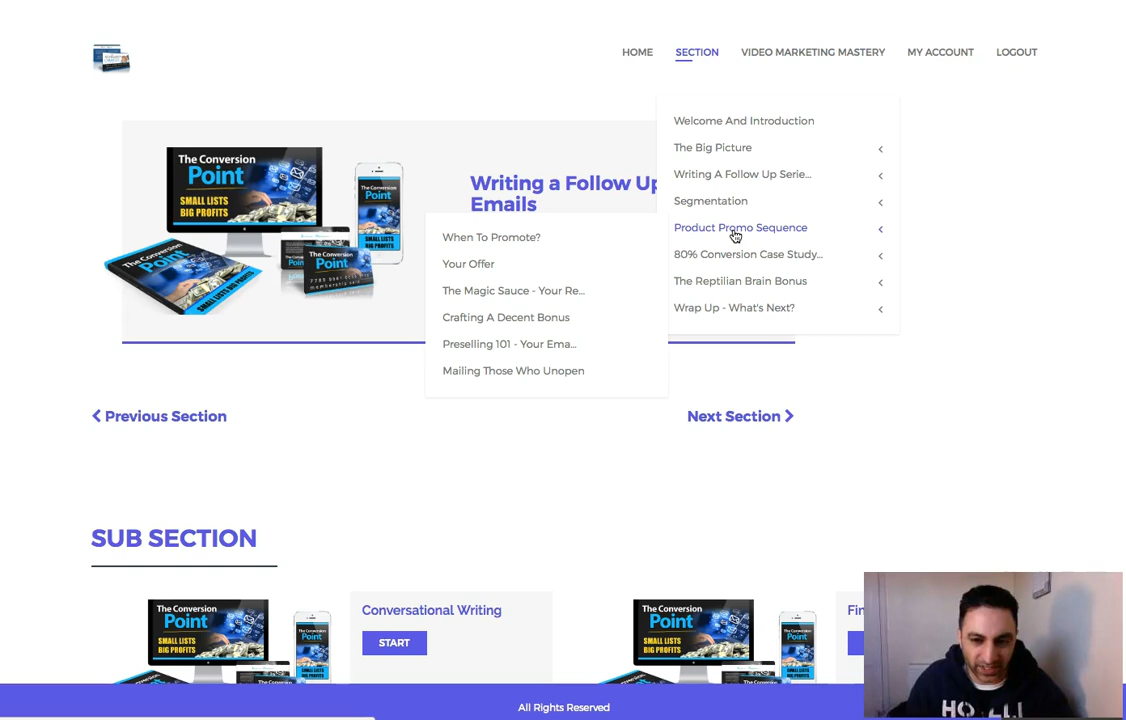 HOME
SECTION
VIDEO MARKETING MASTERY
MY ACCOUNT
LOGOUT
Welcome And Introduction
The Big Picture
Writing A Follow Up Serie...
Segmentation
Product Promo Sequence
80% Conversion Case Study...
The Reptilian Brain Bonus
Wrap Up - What's Next?
When To Promote?
Your Offer
The Magic Sauce - Your Re...
Crafting A Decent Bonus
Preselling 101 - Your Ema...
Mailing Those Who Unopen
The Conversion
Point
SMALL LISTS
BIG PROFITS
Writing a Follow Up
Emails
Previous Section
Next Section
SUB SECTION
The Conversion
Point
SMALL LISTS
BIG PROFITS
Conversational Writing
START
The Conversion
Point
SMALL LISTS
BIG PROFITS
All Rights Reserved